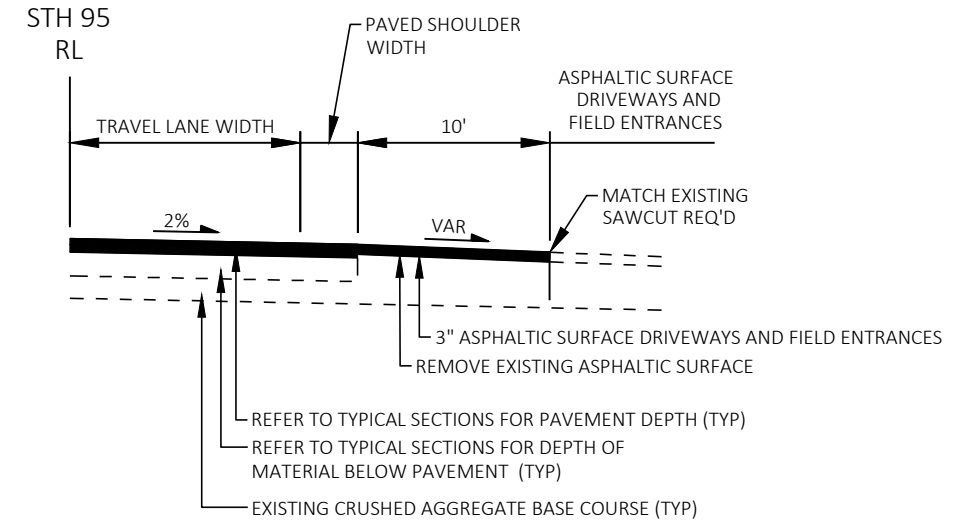 STH 95
RL
PAVED SHOULDER
WIDTH
ASPHALTIC SURFACE
DRIVEWAYS AND
FIELD ENTRANCES
TRAVEL LANE WIDTH
10'
MATCH EXISTING
SAWCUT REQ'D
2%
VAR
3" ASPHALTIC SURFACE DRIVEWAYS AND FIELD ENTRANCES
REMOVE EXISTING ASPHALTIC SURFACE
REFER TO TYPICAL SECTIONS FOR PAVEMENT DEPTH (TYP)
REFER TO TYPICAL SECTIONS FOR DEPTH OF
MATERIAL BELOW PAVEMENT (TYP)
EXISTING CRUSHED AGGREGATE BASE COURSE (TYP)